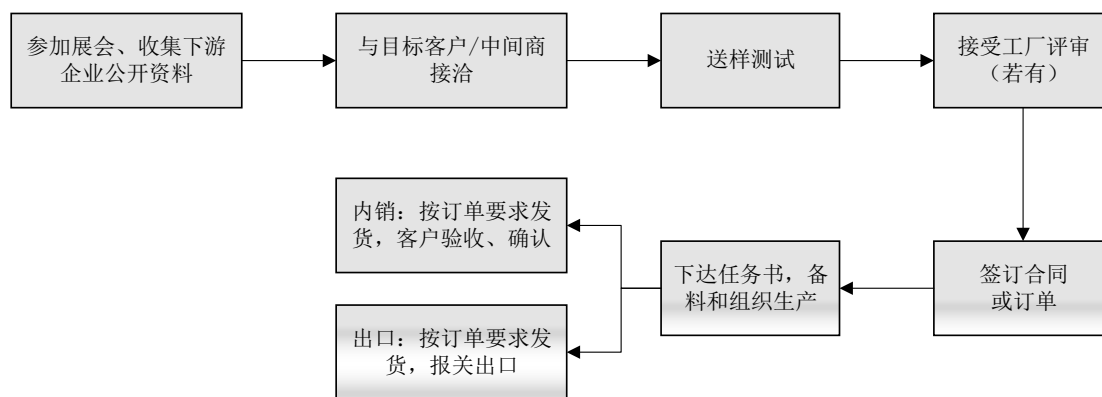 参加展会、收集下游
企业公开资料
与目标客户/中间商
接洽
送样测试
接受工厂评审
（若有）
签订合同
或订单
下达任务书，备
料和组织生产
内销：按订单要求发
货，客户验收、确认
出口：按订单要求发
货，报关出口